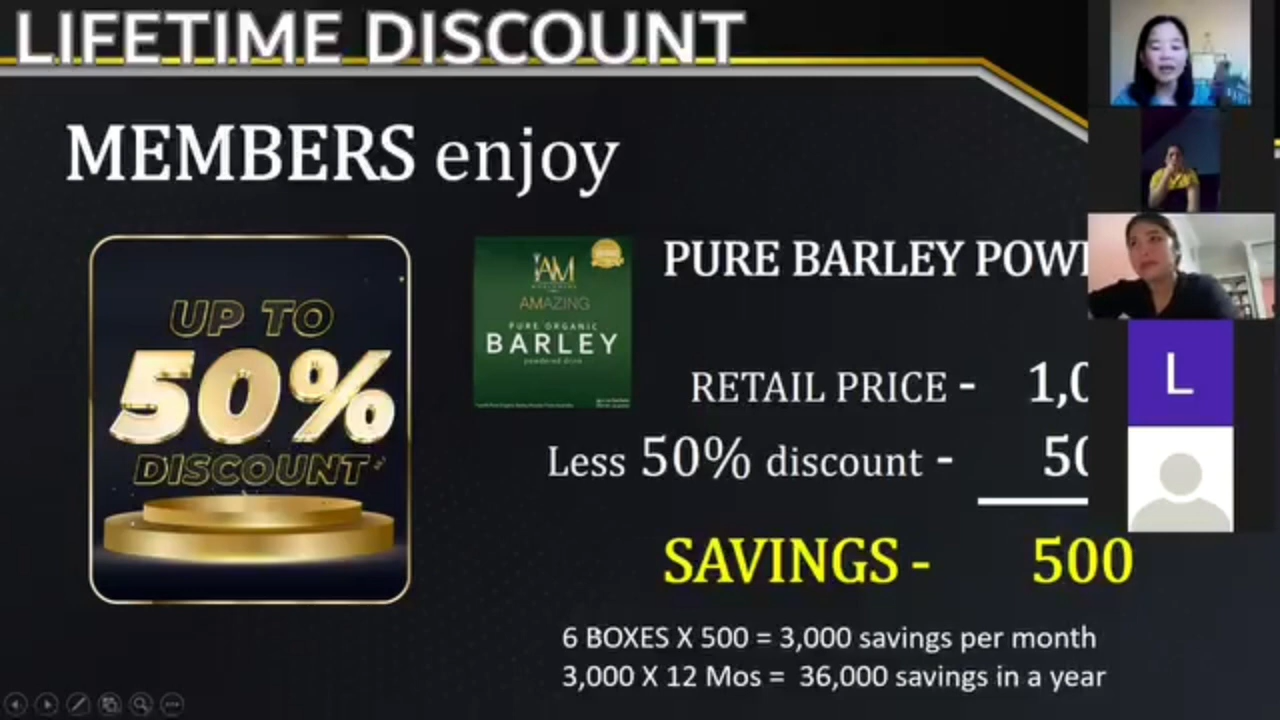 LIFETIME DISCOUNT
MEMBERS enjoy
UP TO
50%
DISCOUNT
IAM
WORLDWIDE
AMAZING
PURE ORGANIC
BARLEY
powdered drink
PURE BARLEY POW
RETAIL PRICE - 1,0
Less 50% discount - 50
SAVINGS - 500
6 BOXES X 500 = 3,000 savings per month
3,000 X 12 Mos = 36,000 savings in a year
L